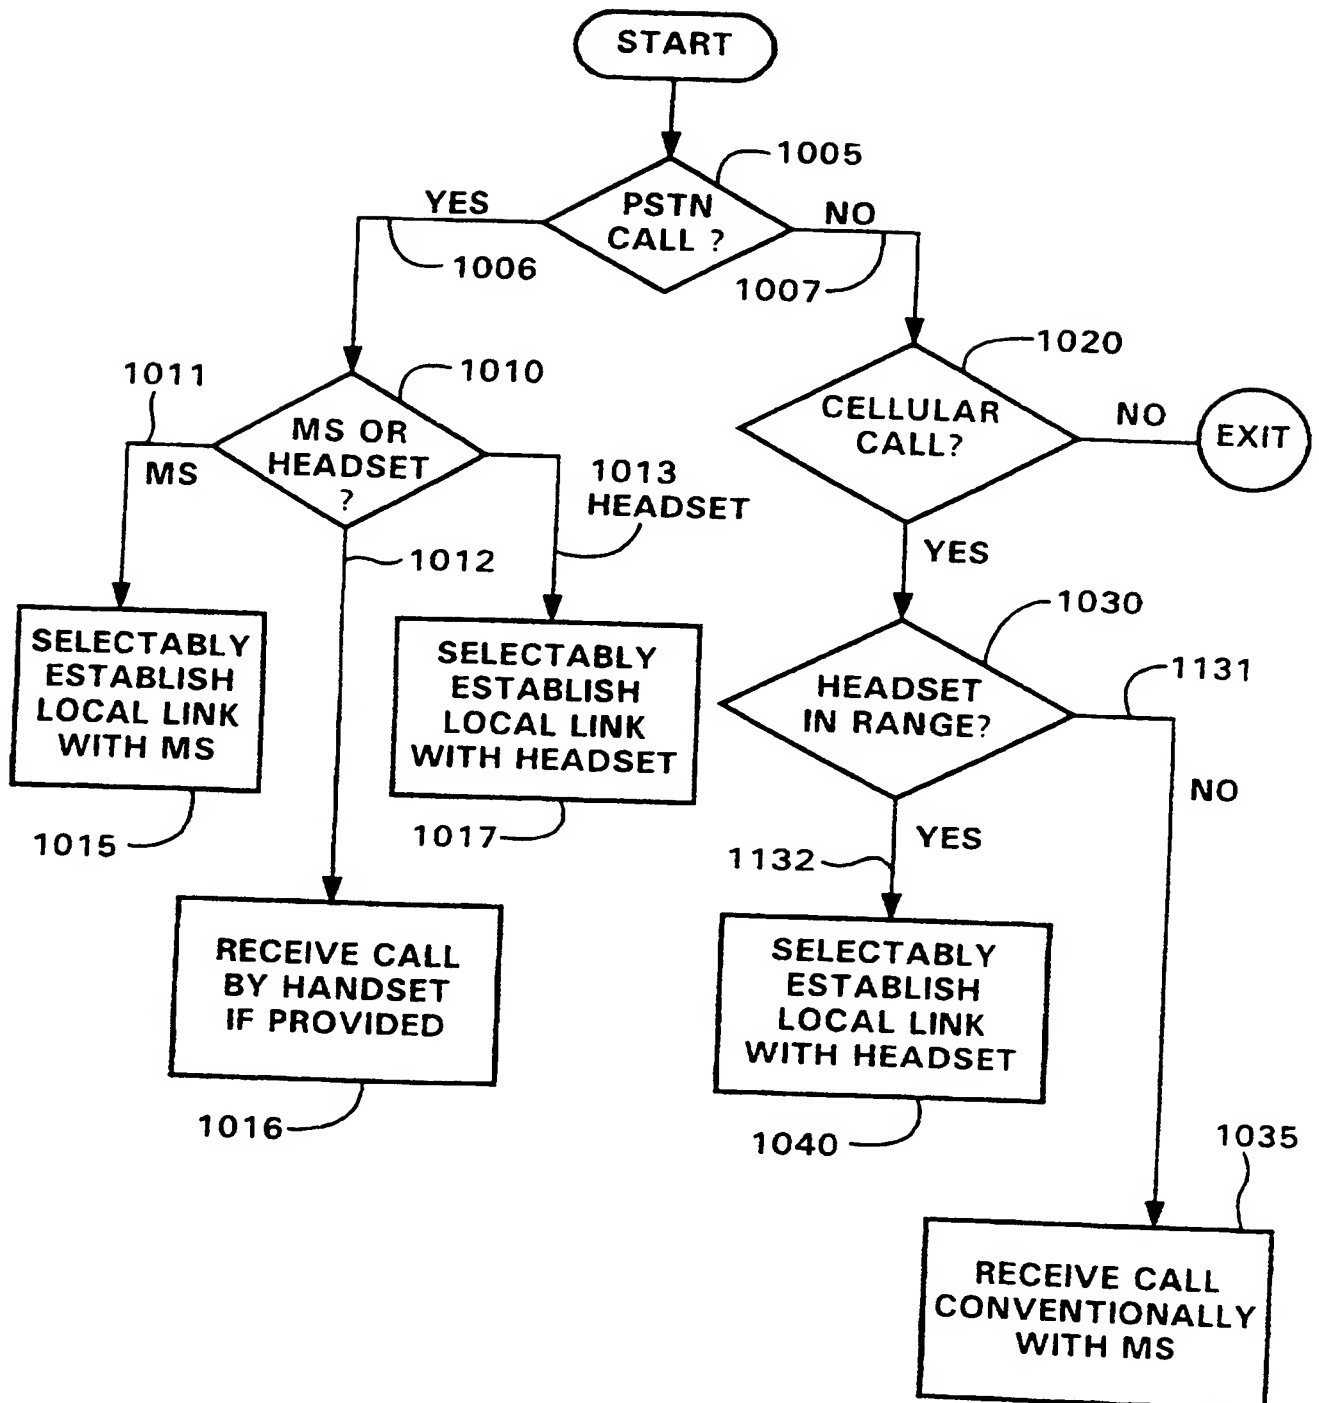 START
1005
PSTN
CALL ?
YES
NO
1006
1007
1020
CELLULAR
CALL?
NO
EXIT
YES
1011
1010
MS OR
HEADSET
?
MS
1013
HEADSET
1012
1030
HEADSET
IN RANGE?
1131
NO
YES
1132
SELECTABLY
ESTABLISH
LOCAL LINK
WITH MS
1015
SELECTABLY
ESTABLISH
LOCAL LINK
WITH HEADSET
1017
RECEIVE CALL
BY HANDSET
IF PROVIDED
1016
SELECTABLY
ESTABLISH
LOCAL LINK
WITH HEADSET
1040
1035
RECEIVE CALL
CONVENTIONALLY
WITH MS